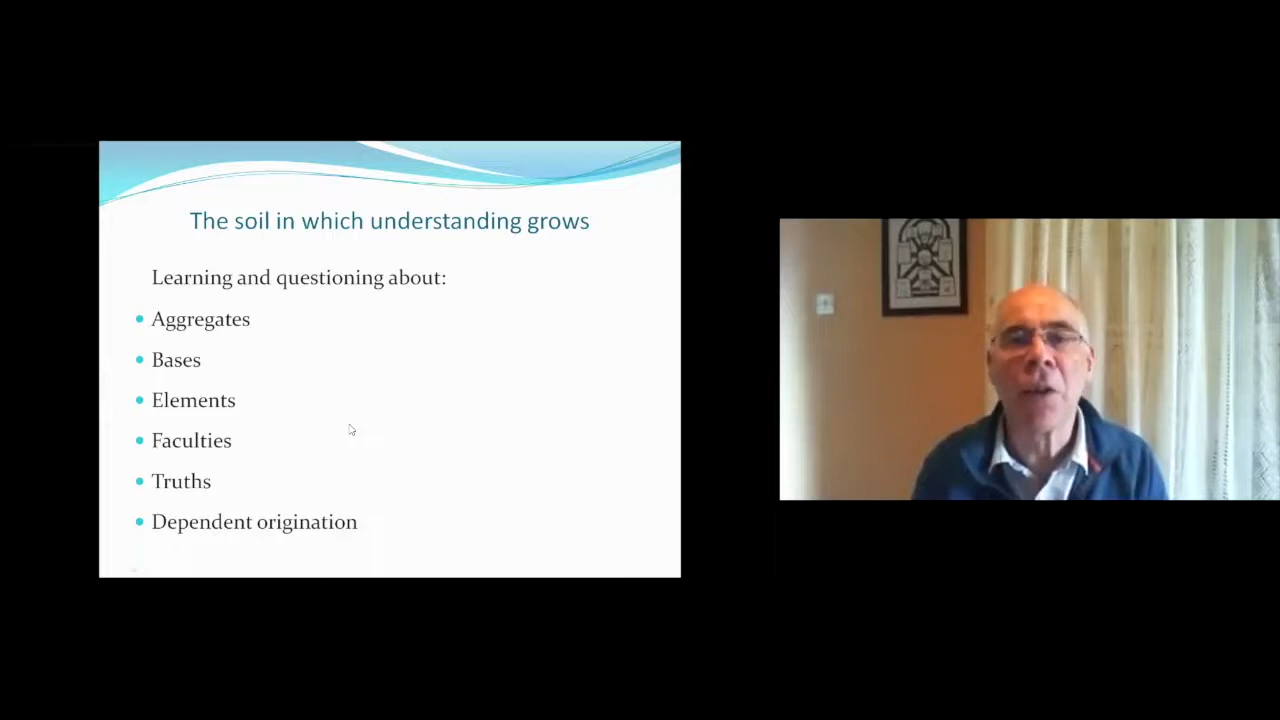 The soil in which understanding grows
Learning and questioning about:
Aggregates
Bases
Elements
Faculties
Truths
Dependent origination